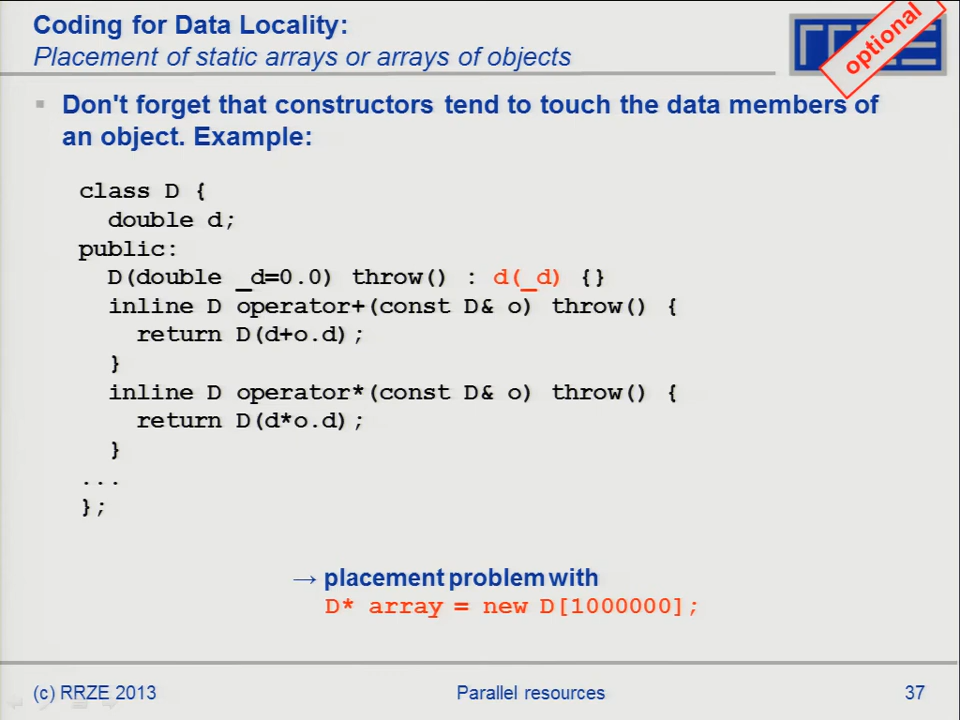 Coding for Data Locality:
Placement of static arrays or arrays of objects
optional
Don't forget that constructors tend to touch the data members of
an object. Example:
class D {
  double d;
public:
  D(double _d=0.0) throw() : d(_d) {}
  inline D operator+(const D& o) throw() {
    return D(d+o.d);
  }
  inline D operator*(const D& o) throw() {
    return D(d*o.d);
  }
...
};
→ placement problem with
D* array = new D[1000000];
(c) RRZE 2013
Parallel resources
37